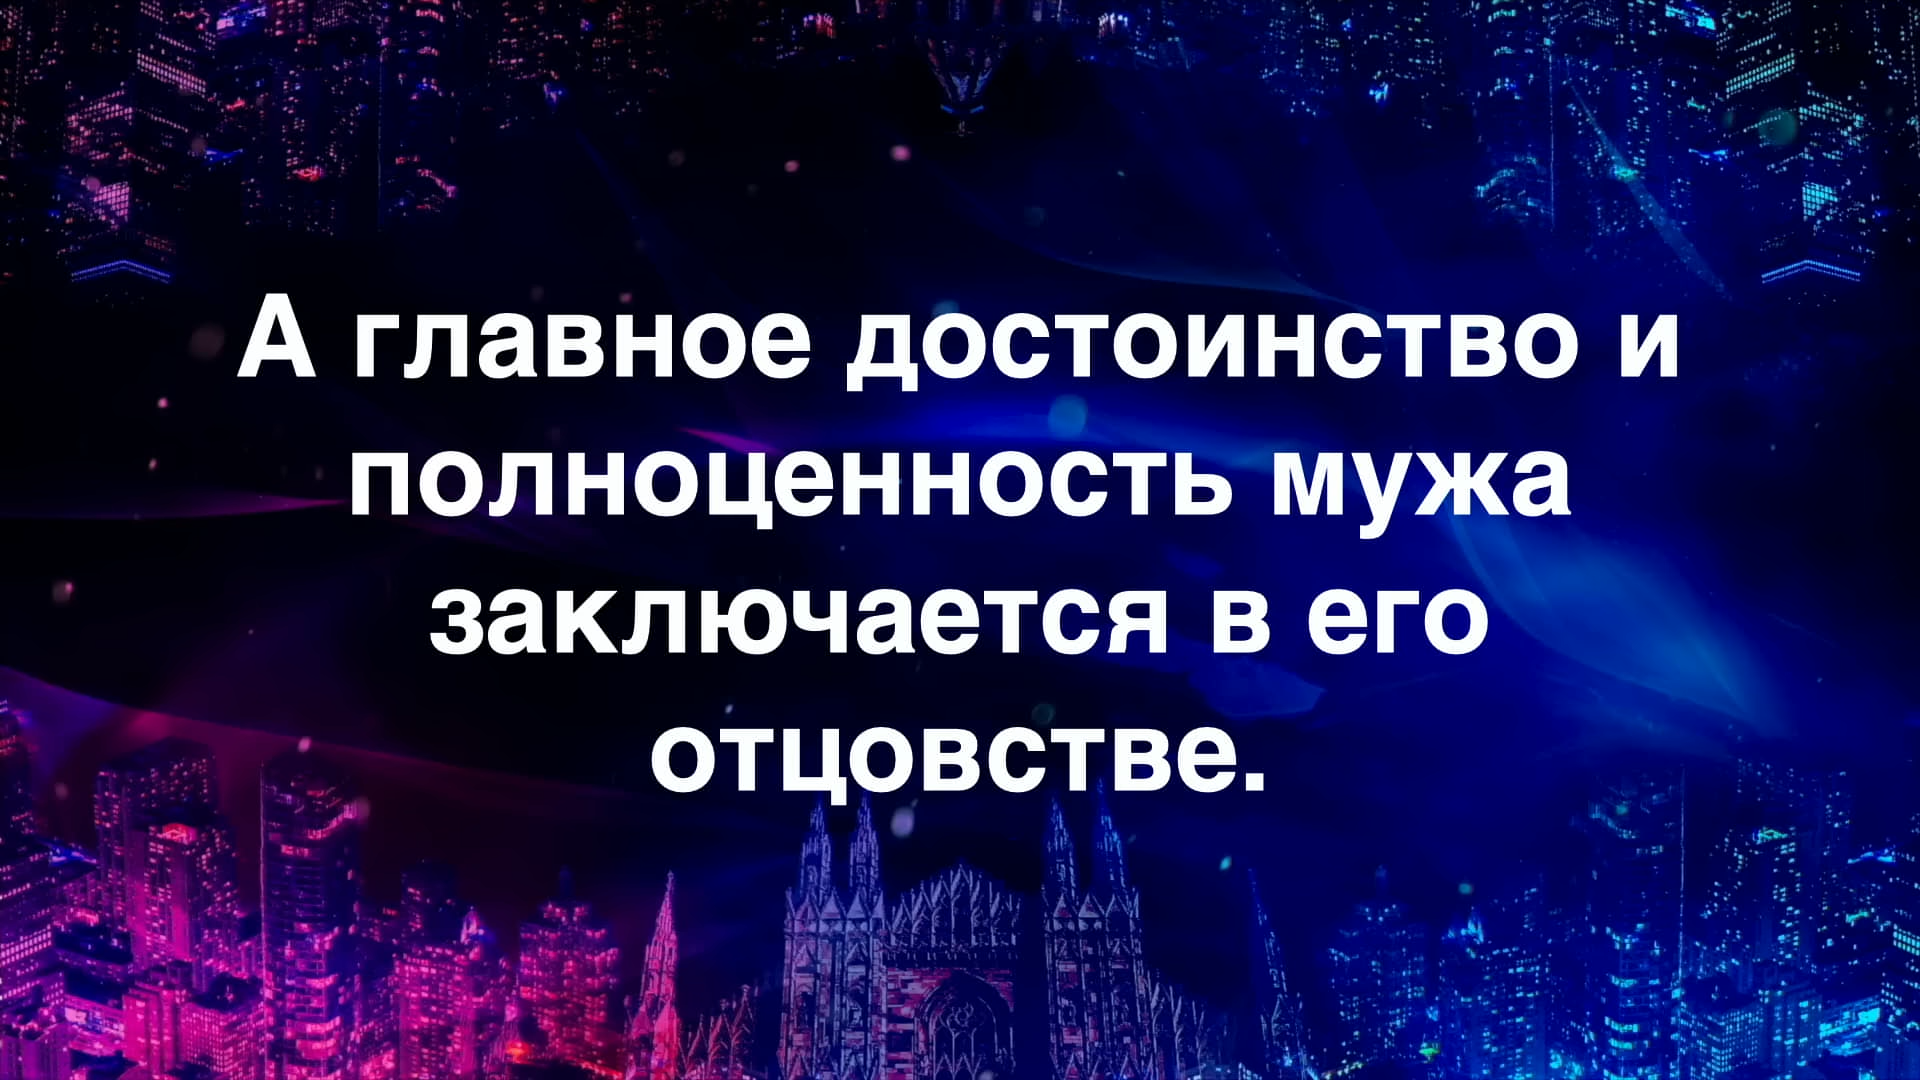 А главное достоинство и
полноценность мужа
заключается в его
отцовстве.